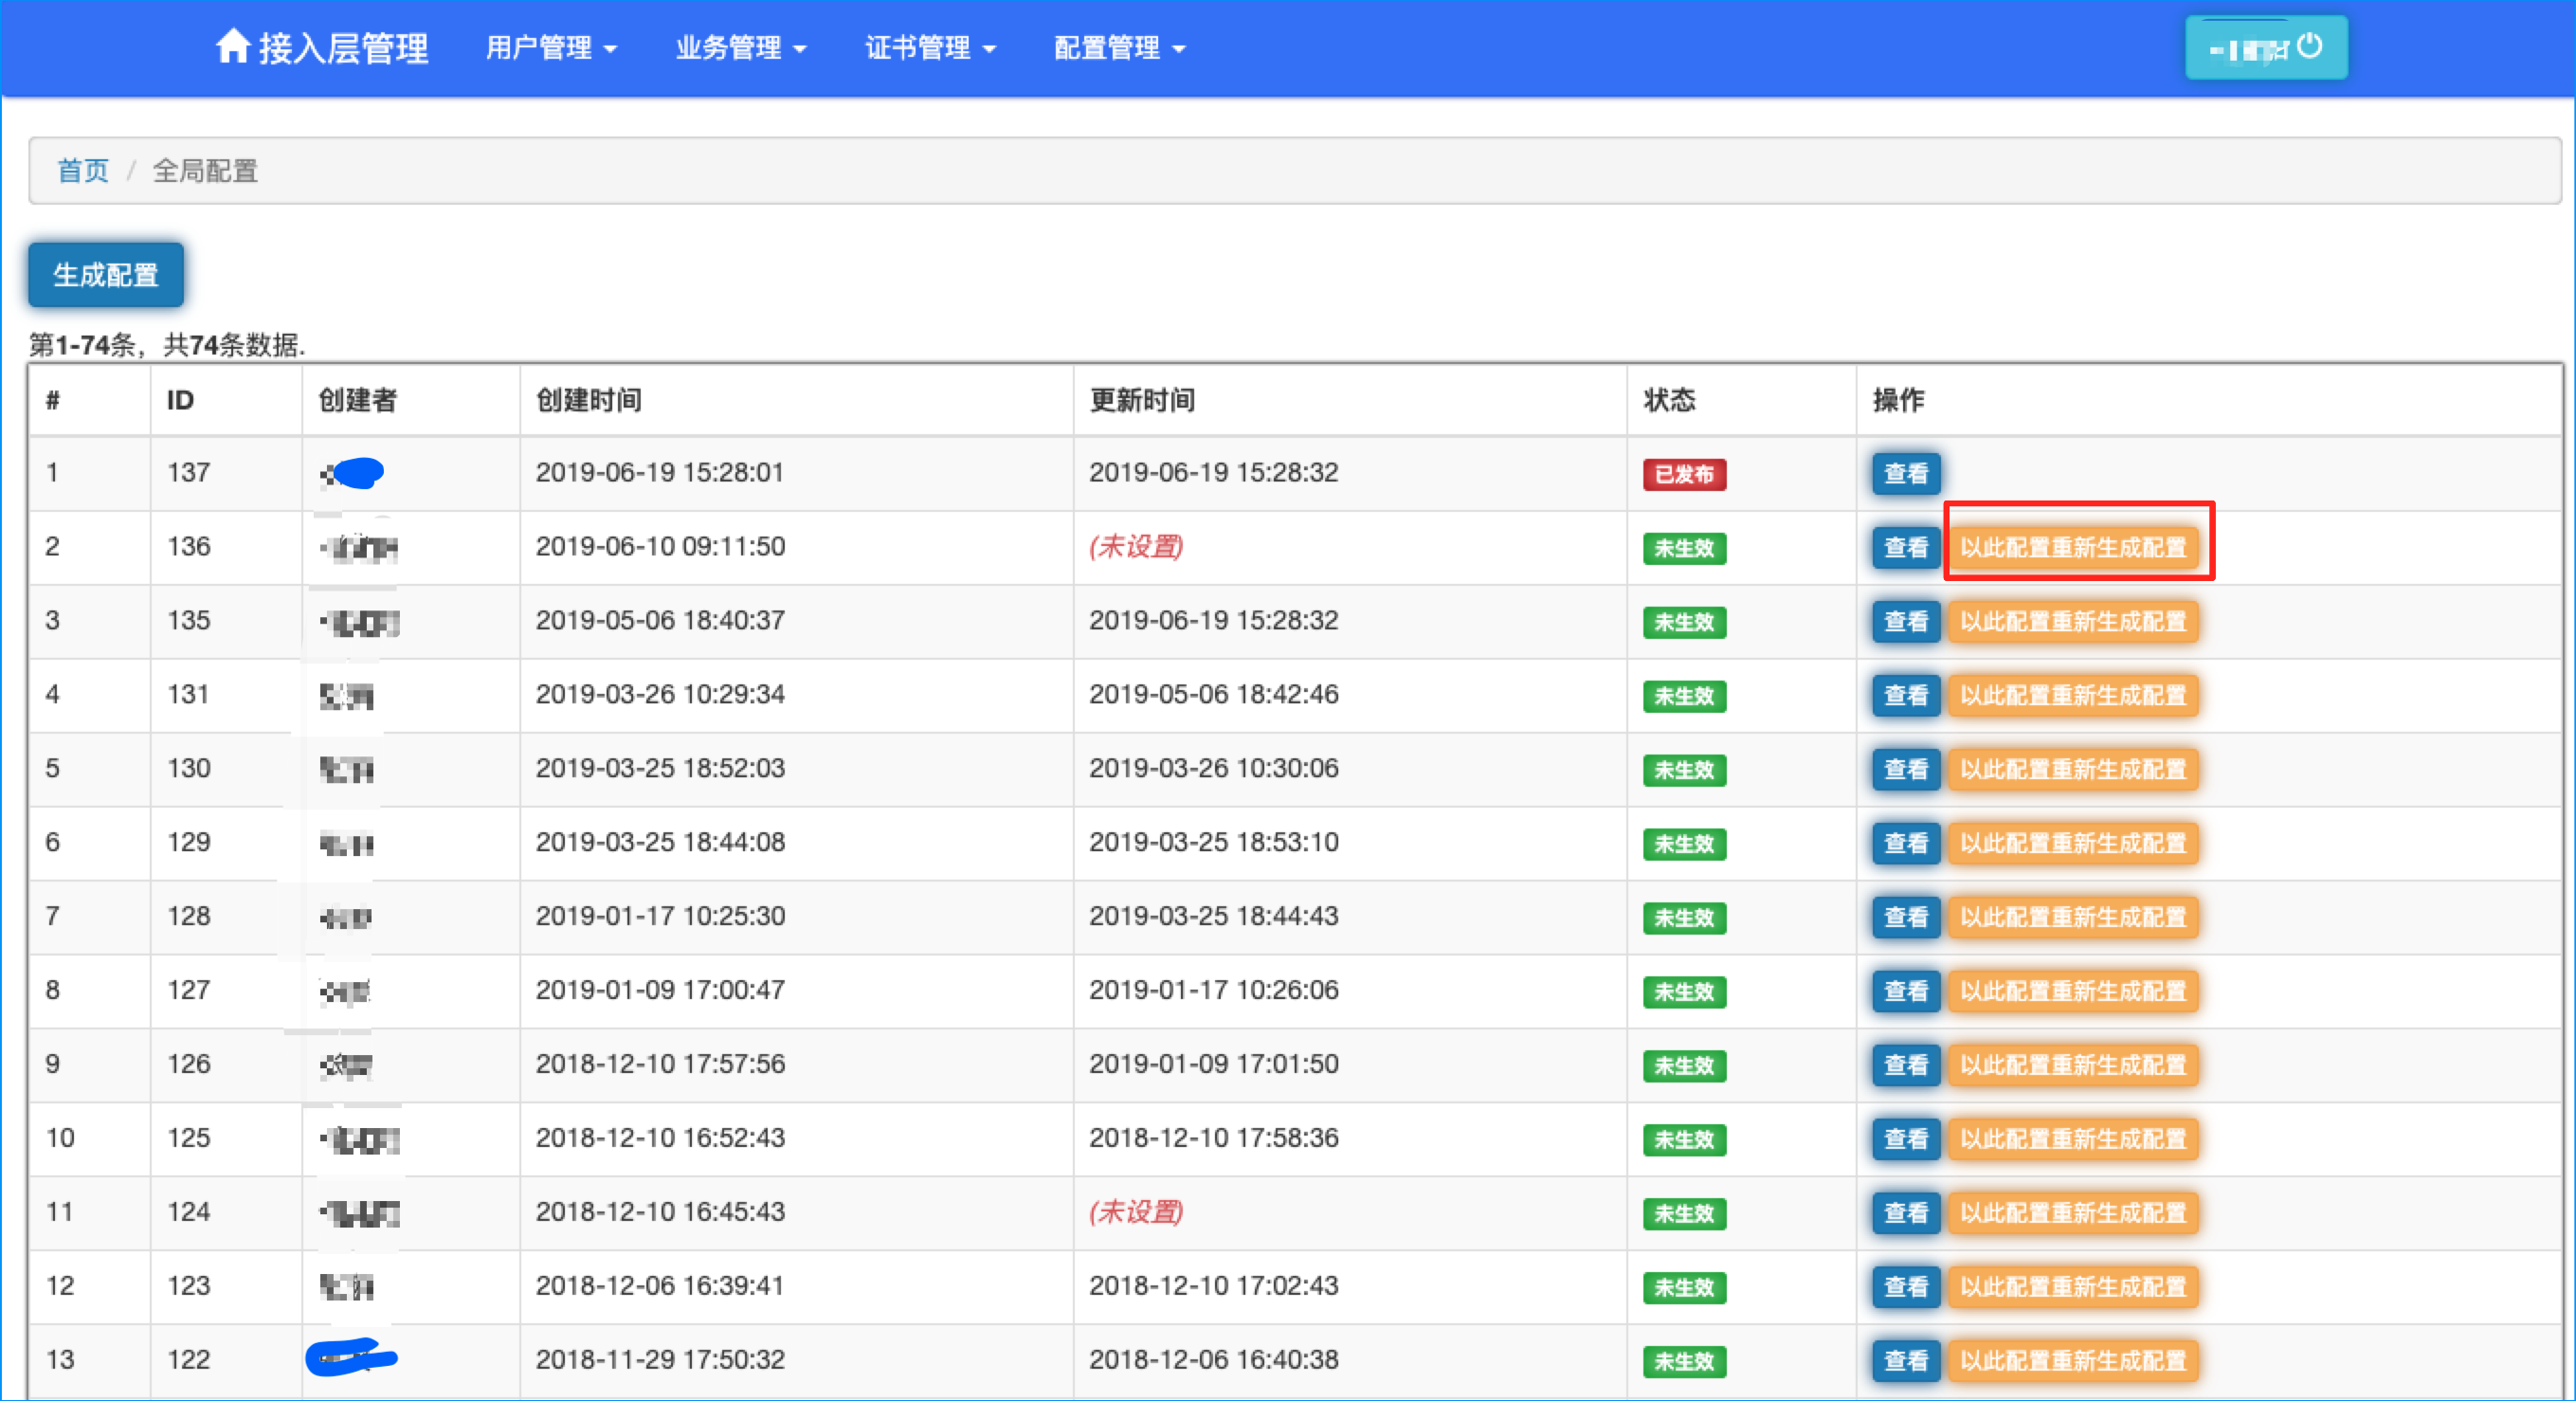 接入层管理 用户管理 业务管理 证书管理 配置管理
首页 / 全局配置
生成配置
第1-74条，共74条数据.
# ID 创建者 创建时间 更新时间 状态 操作
1 137 2019-06-19 15:28:01 2019-06-19 15:28:32 已发布 查看
2 136 2019-06-10 09:11:50 (未设置) 未生效 查看 以此配置重新生成配置
3 135 2019-05-06 18:40:37 2019-06-19 15:28:32 未生效 查看 以此配置重新生成配置
4 131 2019-03-26 10:29:34 2019-05-06 18:42:46 未生效 查看 以此配置重新生成配置
5 130 2019-03-25 18:52:03 2019-03-26 10:30:06 未生效 查看 以此配置重新生成配置
6 129 2019-03-25 18:44:08 2019-03-25 18:53:10 未生效 查看 以此配置重新生成配置
7 128 2019-01-17 10:25:30 2019-03-25 18:44:43 未生效 查看 以此配置重新生成配置
8 127 2019-01-09 17:00:47 2019-01-17 10:26:06 未生效 查看 以此配置重新生成配置
9 126 2018-12-10 17:57:56 2019-01-09 17:01:50 未生效 查看 以此配置重新生成配置
10 125 2018-12-10 16:52:43 2018-12-10 17:58:36 未生效 查看 以此配置重新生成配置
11 124 2018-12-10 16:45:43 (未设置) 未生效 查看 以此配置重新生成配置
12 123 2018-12-06 16:39:41 2018-12-10 17:02:43 未生效 查看 以此配置重新生成配置
13 122 2018-11-29 17:50:32 2018-12-06 16:40:38 未生效 查看 以此配置重新生成配置